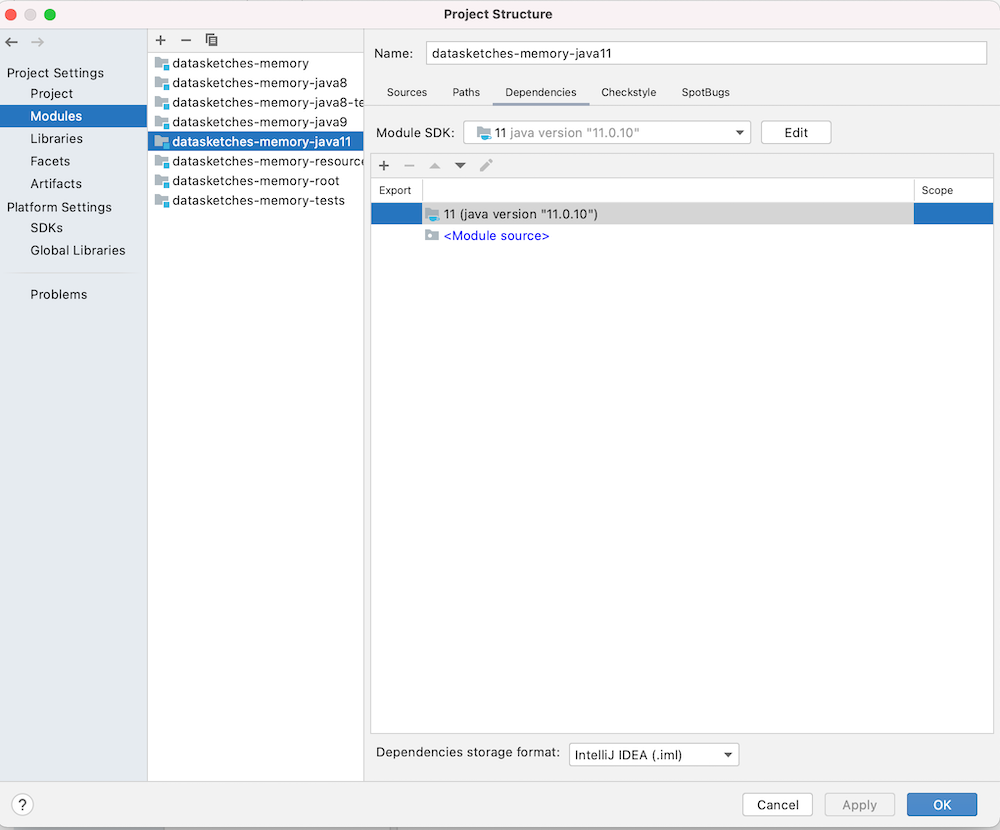 Project Structure
Project Settings
Project
Modules
Libraries
Facets
Artifacts
Platform Settings
SDKs
Global Libraries
Problems
datasketches-memory
datasketches-memory-java8
datasketches-memory-java8-te
datasketches-memory-java9
datasketches-memory-java11
datasketches-memory-resource
datasketches-memory-root
datasketches-memory-tests
Name: datasketches-memory-java11
Sources Paths Dependencies Checkstyle SpotBugs
Module SDK: 11 java version "11.0.10" Edit
Export Scope
11 (java version "11.0.10")
<Module source>
Dependencies storage format: IntelliJ IDEA (.iml)
? Cancel Apply OK